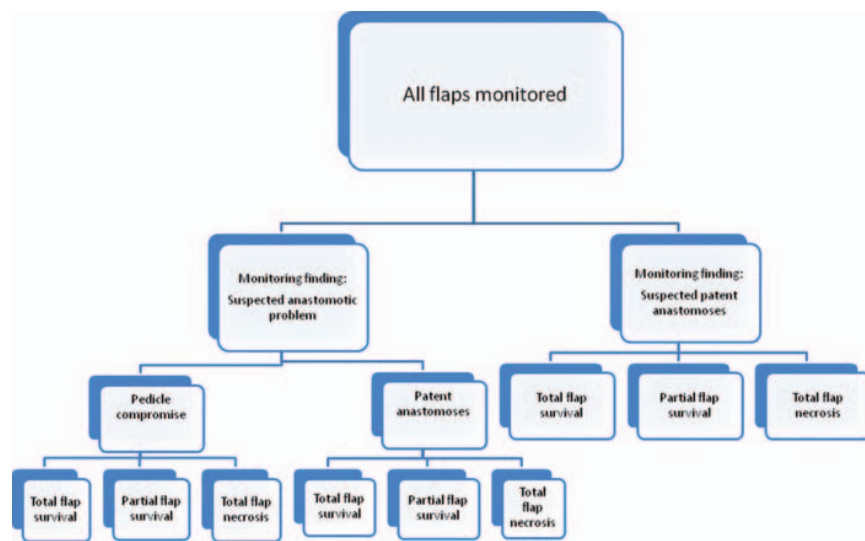 All flaps monitored
Monitoring finding:
Suspected anastomotic
problem
Monitoring finding:
Suspected patent
anastomoses
Pedicle
compromise
Patent
anastomoses
Total flap
survival
Partial flap
survival
Total flap
necrosis
Total flap
survival
Partial flap
survival
Total flap
necrosis
Total flap
survival
Partial flap
survival
Total
flap
necrosis